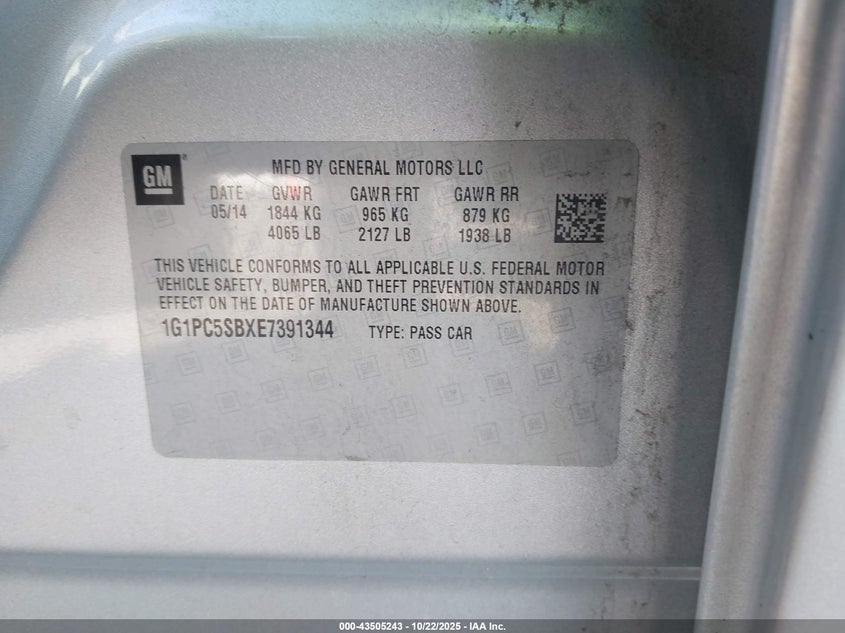 GM
MFD BY GENERAL MOTORS LLC
DATE GVWR GAWR FRT GAWR RR
05/14 1844 KG 965 KG 879 KG
4065 LB 2127 LB 1938 LB
THIS VEHICLE CONFORMS TO ALL APPLICABLE U.S. FEDERAL MOTOR
VEHICLE SAFETY, BUMPER, AND THEFT PREVENTION STANDARDS IN
EFFECT ON THE DATE OF MANUFACTURE SHOWN ABOVE.
1G1PC5SBXE7391344 TYPE: PASS CAR
000-43505243 - 10/22/2025 - IAA Inc.